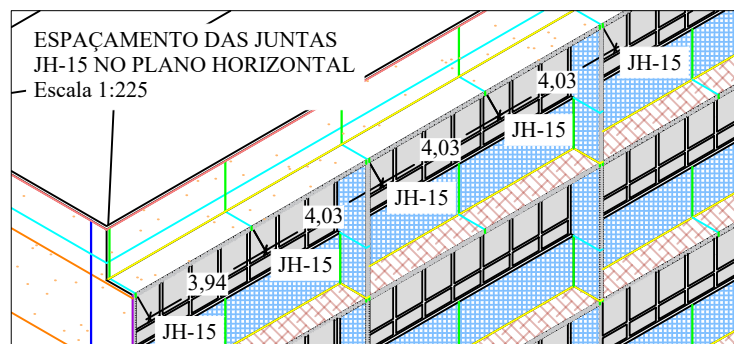 ESPAÇAMENTO DAS JUNTAS
JH-15 NO PLANO HORIZONTAL
Escala 1:225
JH-15
4,03
JH-15
4,03
JH-15
4,03
JH-15
3,94
JH-15